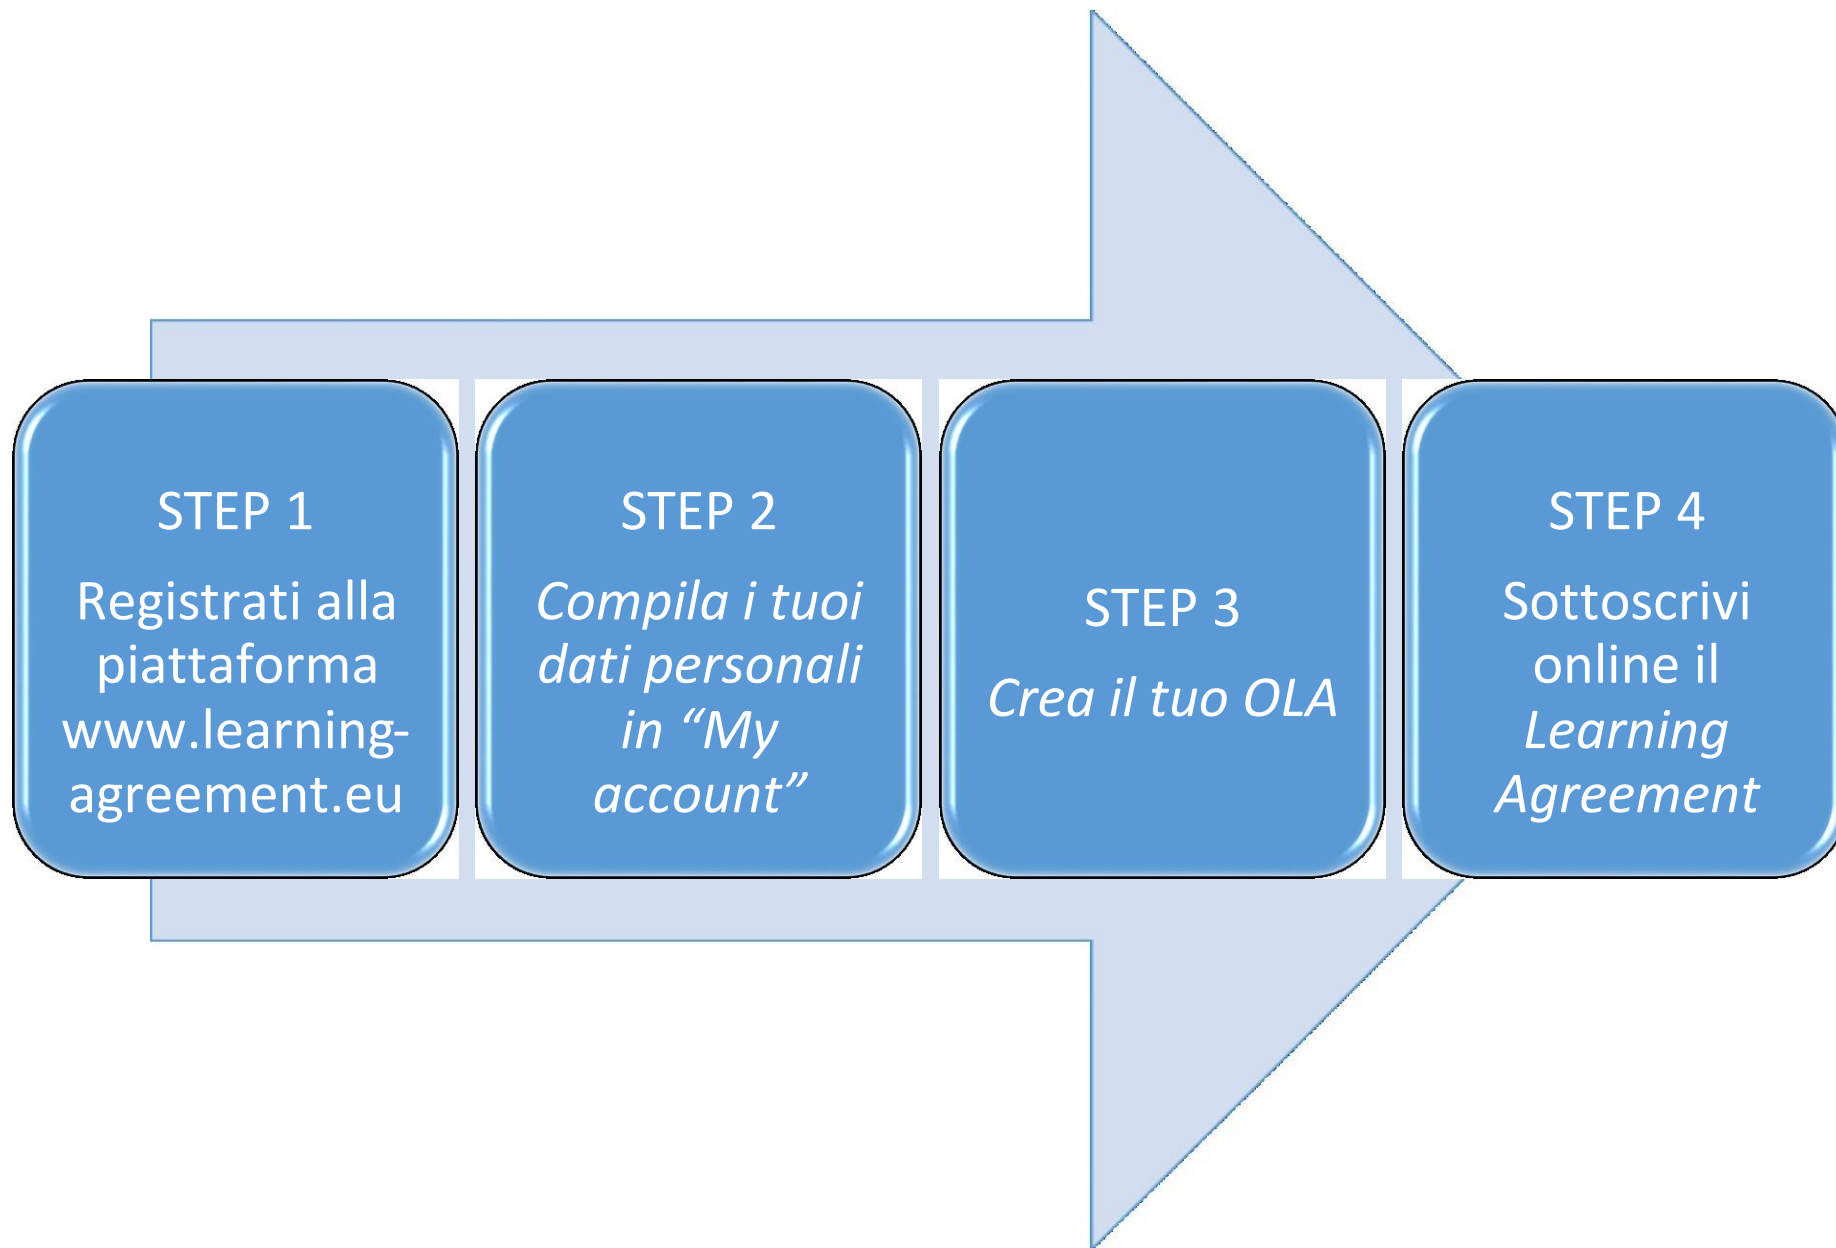 STEP 1
Registrati alla
piattaforma
www.learning-
agreement.eu
STEP 2
Compila i tuoi
dati personali
in “My
account”
STEP 3
Crea il tuo OLA
STEP 4
Sottoscrivi
online il
Learning
Agreement